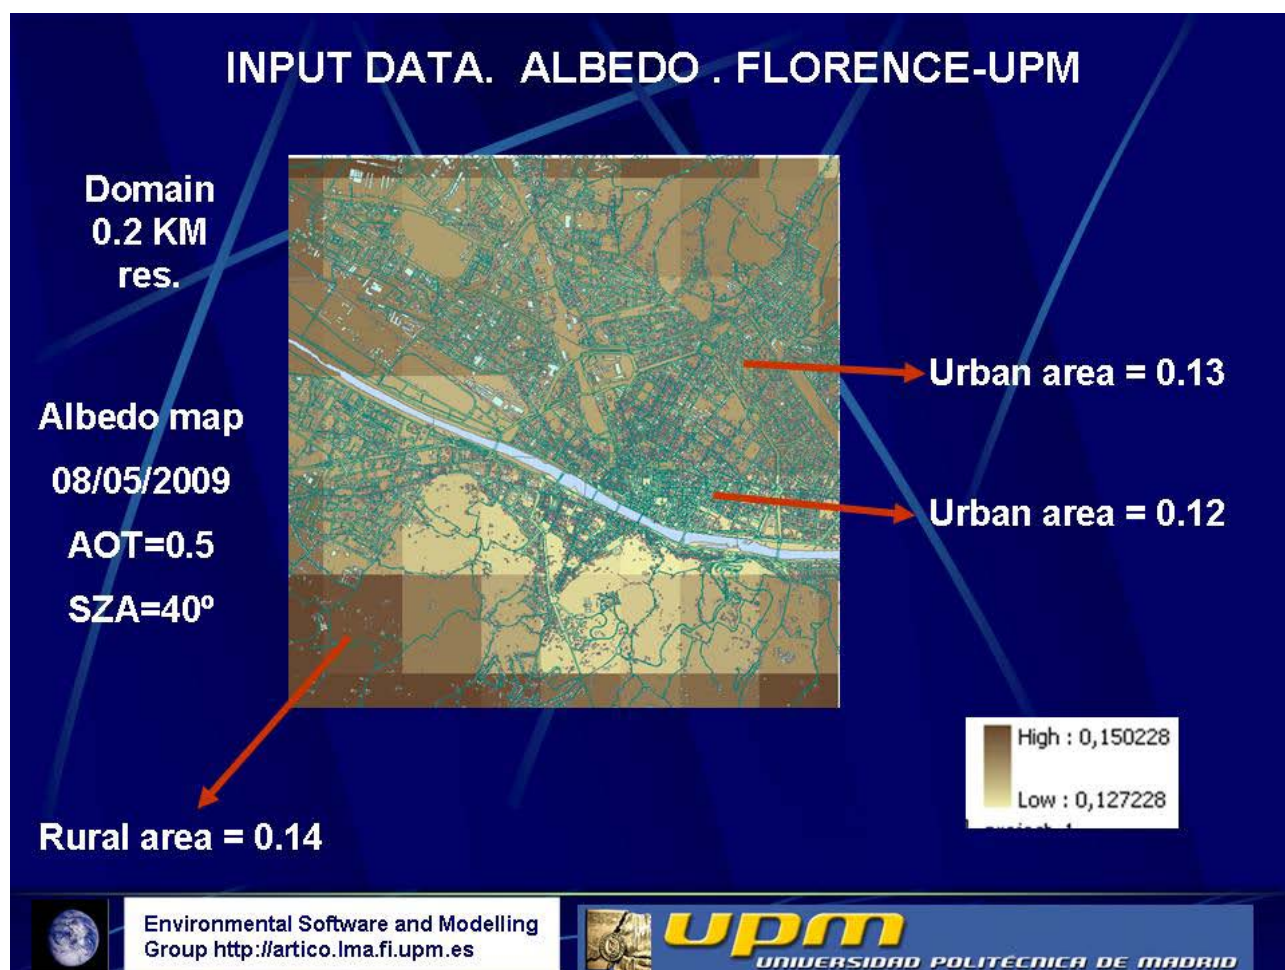 INPUT DATA. ALBEDO . FLORENCE-UPM
Domain
0.2 KM
res.
Albedo map
08/05/2009
AOT=0.5
SZA=40º
Urban area = 0.13
Urban area = 0.12
Rural area = 0.14
High : 0,150228
Low : 0,127228
Environmental Software and Modelling
Group http://artico.lma.fi.upm.es
upm
UNIVERSIDAD POLITÉCNICA DE MADRID